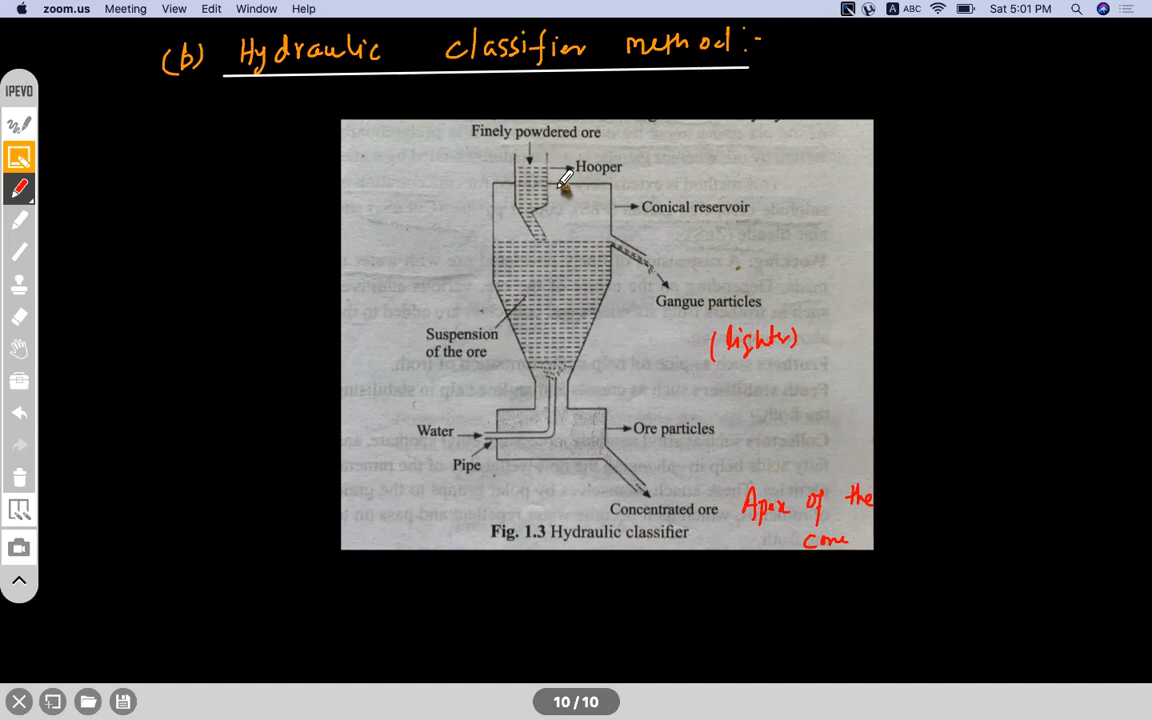 zoom.us Meeting View Edit Window Help A ABC Sat 5:01 PM
IPEVO
(b) Hydraulic classifier method :-
Finely powdered ore
Hooper
Conical reservoir
Gangue particles
(lighter)
Suspension
of the ore
Water
Ore particles
Pipe
Concentrated ore
Apex of the
cone
Fig. 1.3 Hydraulic classifier
10 / 10